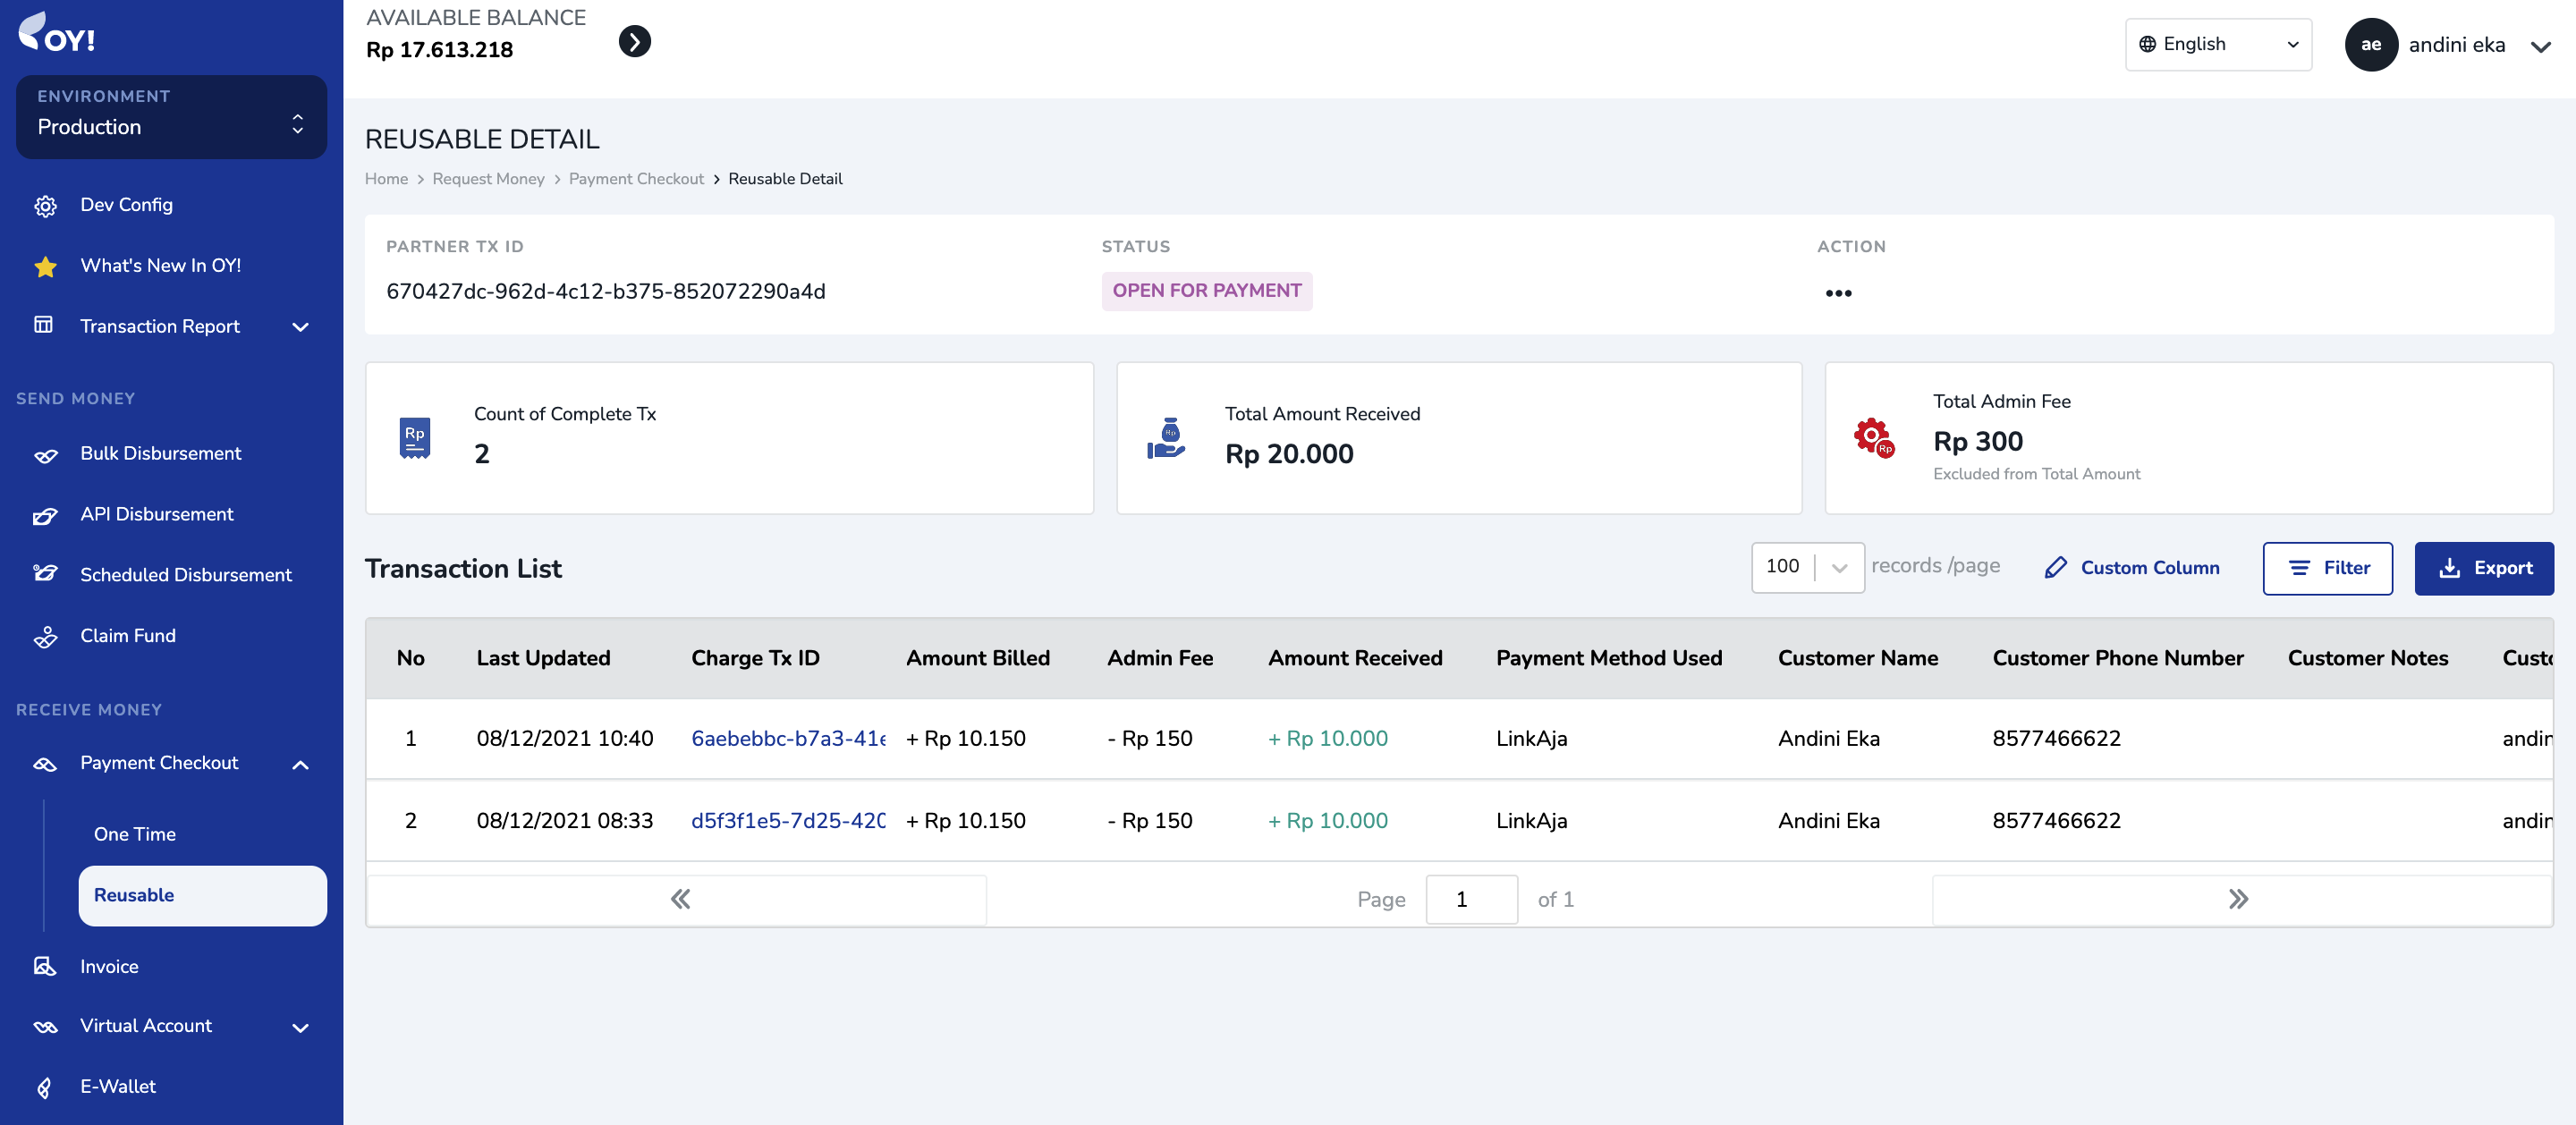 OY!
ENVIRONMENT
Production
Dev Config
What's New In OY!
Transaction Report
SEND MONEY
Bulk Disbursement
API Disbursement
Scheduled Disbursement
Claim Fund
RECEIVE MONEY
Payment Checkout
One Time
Reusable
Invoice
Virtual Account
E-Wallet
AVAILABLE BALANCE
Rp 17.613.218
English
ae andini eka
REUSABLE DETAIL
Home > Request Money > Payment Checkout > Reusable Detail
PARTNER TX ID STATUS ACTION
670427dc-962d-4c12-b375-852072290a4d OPEN FOR PAYMENT •••
Rp
Count of Complete Tx
2
Rp
Total Amount Received
Rp 20.000
Rp
Total Admin Fee
Rp 300
Excluded from Total Amount
Transaction List 100 records /page Custom Column Filter Export
No Last Updated Charge Tx ID Amount Billed Admin Fee Amount Received Payment Method Used Customer Name Customer Phone Number Customer Notes Custo
1 08/12/2021 10:40 6aebebbc-b7a3-41e + Rp 10.150 - Rp 150 + Rp 10.000 LinkAja Andini Eka 8577466622 andin
2 08/12/2021 08:33 d5f3f1e5-7d25-420 + Rp 10.150 - Rp 150 + Rp 10.000 LinkAja Andini Eka 8577466622 andin
« Page 1 of 1 »